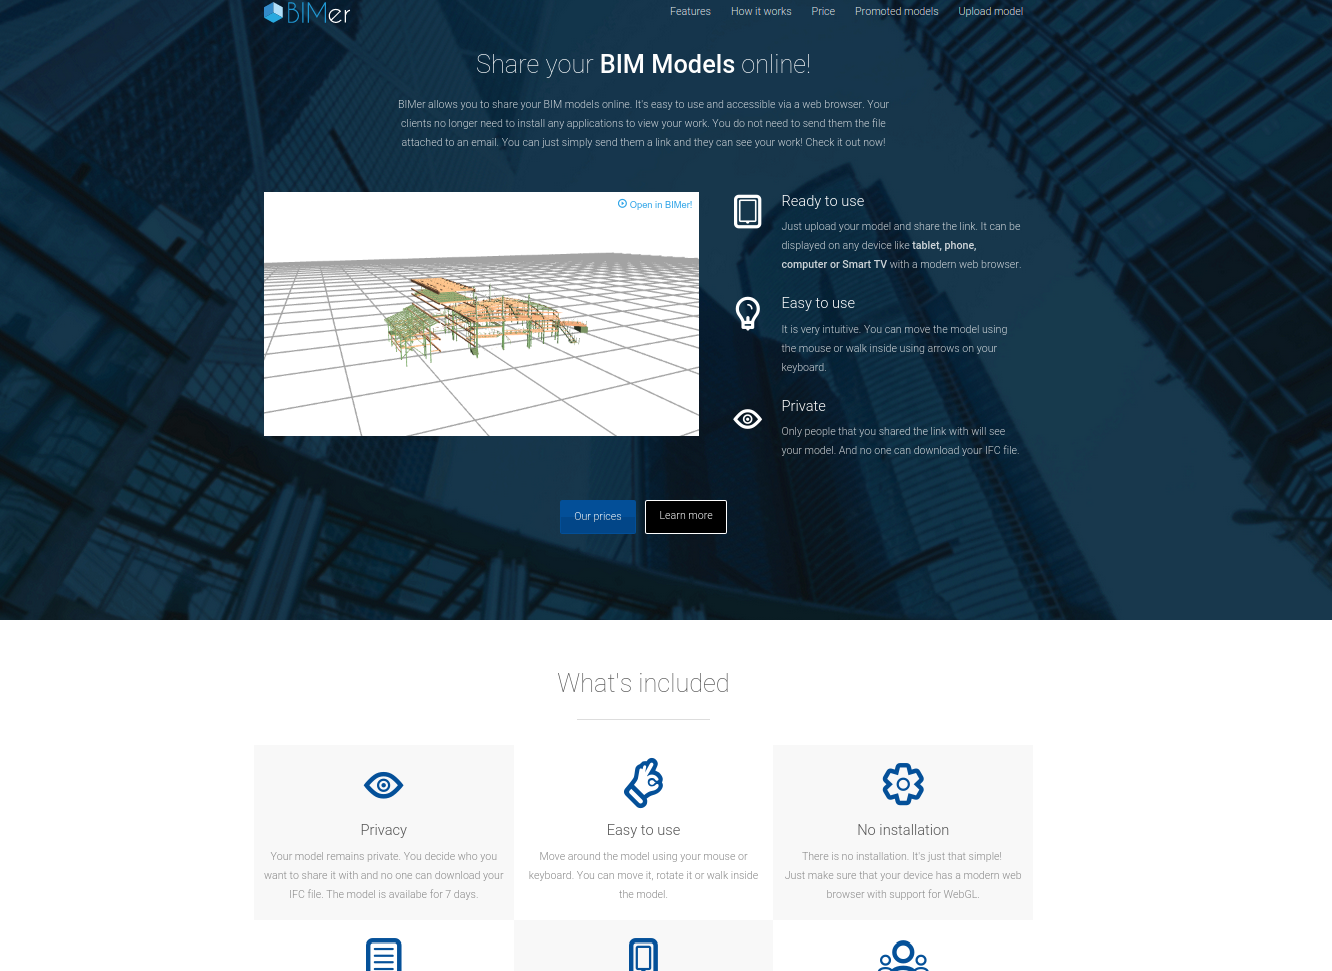 BIMer
Features How it works Price Promoted models Upload model
Share your BIM Models online!
BIMer allows you to share your BIM models online. It's easy to use and accessible via a web browser. Your
clients no longer need to install any applications to view your work. You do not need to send them the file
attached to an email. You can just simply send them a link and they can see your work! Check it out now!
Open in BIMer!
Ready to use
Just upload your model and share the link. It can be
displayed on any device like tablet, phone,
computer or Smart TV with a modern web browser.
Easy to use
It is very intuitive. You can move the model using
the mouse or walk inside using arrows on your
keyboard.
Private
Only people that you shared the link with will see
your model. And no one can download your IFC file.
Our prices
Learn more
What's included
Privacy
Your model remains private. You decide who you
want to share it with and no one can download your
IFC file. The model is availabe for 7 days.
Easy to use
Move around the model using your mouse or
keyboard. You can move it, rotate it or walk inside
the model.
No installation
There is no installation. It's just that simple!
Just make sure that your device has a modern web
browser with support for WebGL.